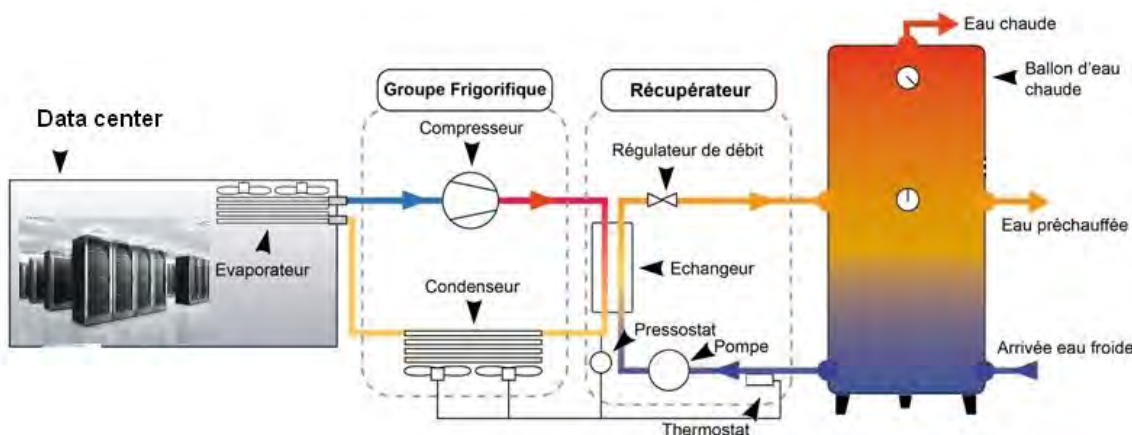 Eau chaude
Ballon d'eau
chaude
Groupe Frigorifique
Récupérateur
Data center
Compresseur
Régulateur de débit
Evaporateur
Eau préchauffée
Echangeur
Condenseur
Pressostat
Pompe
Arrivée eau froide
Thermostat